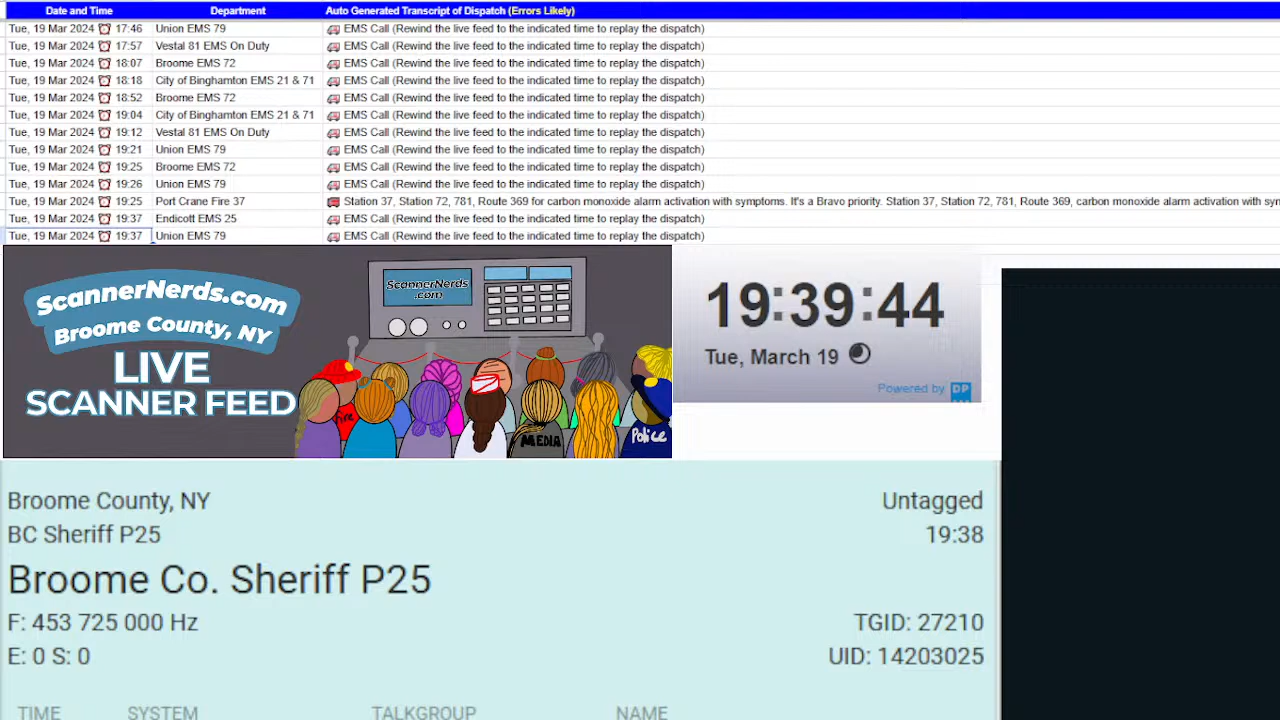 Date and Time Department Auto Generated Transcript of Dispatch (Errors Likely)
Tue, 19 Mar 2024 ⏰ 17:46 Union EMS 79 🚑 EMS Call (Rewind the live feed to the indicated time to replay the dispatch)
Tue, 19 Mar 2024 ⏰ 17:57 Vestal 81 EMS On Duty 🚑 EMS Call (Rewind the live feed to the indicated time to replay the dispatch)
Tue, 19 Mar 2024 ⏰ 18:07 Broome EMS 72 🚑 EMS Call (Rewind the live feed to the indicated time to replay the dispatch)
Tue, 19 Mar 2024 ⏰ 18:18 City of Binghamton EMS 21 & 71 🚑 EMS Call (Rewind the live feed to the indicated time to replay the dispatch)
Tue, 19 Mar 2024 ⏰ 18:52 Broome EMS 72 🚑 EMS Call (Rewind the live feed to the indicated time to replay the dispatch)
Tue, 19 Mar 2024 ⏰ 19:04 City of Binghamton EMS 21 & 71 🚑 EMS Call (Rewind the live feed to the indicated time to replay the dispatch)
Tue, 19 Mar 2024 ⏰ 19:12 Vestal 81 EMS On Duty 🚑 EMS Call (Rewind the live feed to the indicated time to replay the dispatch)
Tue, 19 Mar 2024 ⏰ 19:21 Union EMS 79 🚑 EMS Call (Rewind the live feed to the indicated time to replay the dispatch)
Tue, 19 Mar 2024 ⏰ 19:25 Broome EMS 72 🚑 EMS Call (Rewind the live feed to the indicated time to replay the dispatch)
Tue, 19 Mar 2024 ⏰ 19:26 Union EMS 79 🚑 EMS Call (Rewind the live feed to the indicated time to replay the dispatch)
Tue, 19 Mar 2024 ⏰ 19:25 Port Crane Fire 37 🚒 Station 37, Station 72, 781, Route 369 for carbon monoxide alarm activation with symptoms. It's a Bravo priority. Station 37, Station 72, 781, Route 369, carbon monoxide alarm activation with syn
Tue, 19 Mar 2024 ⏰ 19:37 Endicott EMS 25 🚑 EMS Call (Rewind the live feed to the indicated time to replay the dispatch)
Tue, 19 Mar 2024 ⏰ 19:37 Union EMS 79 🚑 EMS Call (Rewind the live feed to the indicated time to replay the dispatch)
ScannerNerds.com
Broome County, NY
LIVE
SCANNER FEED
ScannerNerds
.com
Fire
MEDIA
Police
19:39:44
Tue, March 19
Powered by DP
Broome County, NY Untagged
BC Sheriff P25 19:38
Broome Co. Sheriff P25
F: 453 725 000 Hz TGID: 27210
E: 0 S: 0 UID: 14203025
TIME SYSTEM TALKGROUP NAME